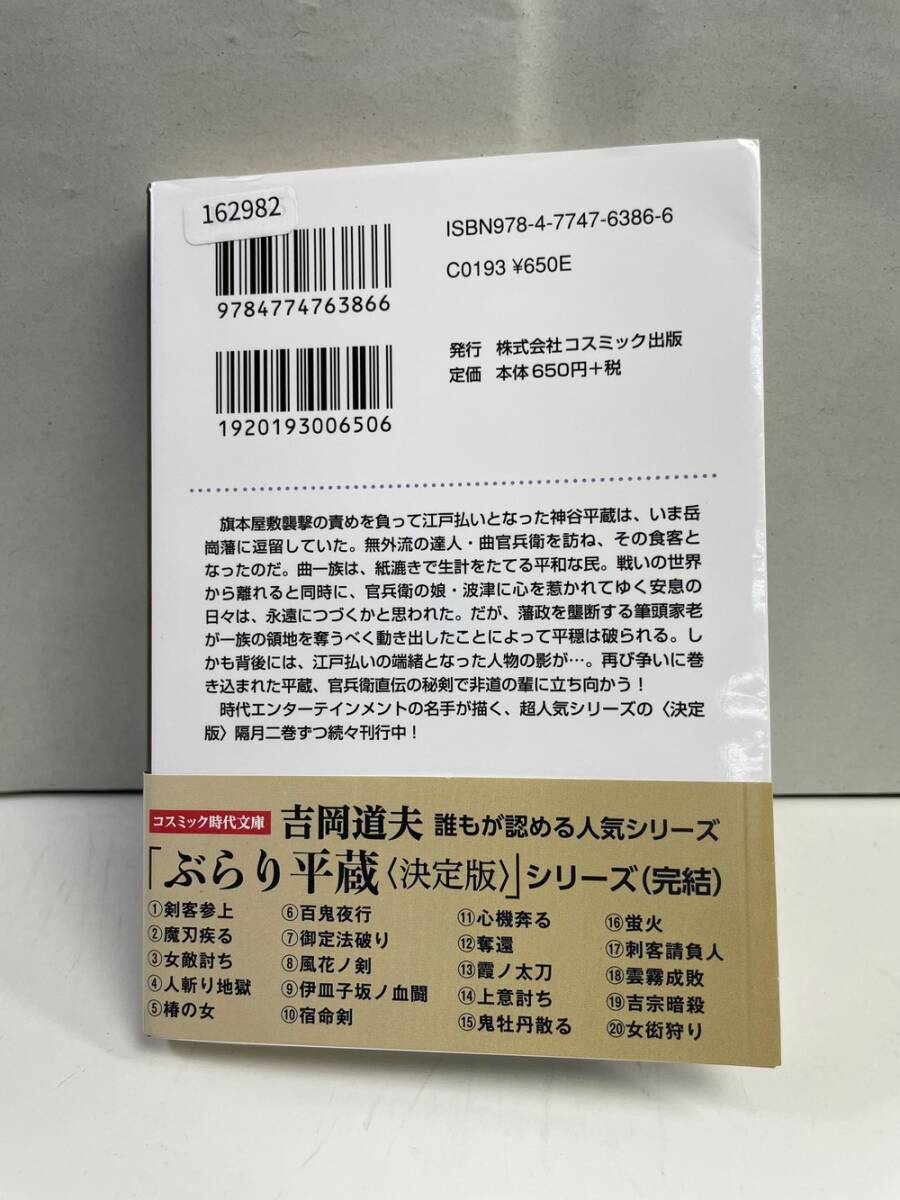 162982
9784774763866
1920193006506
ISBN978-4-7747-6386-6
C0193 ¥650E
発行 株式会社コスミック出版
定価 本体650円+税
旗本屋敷襲撃の責めを負って江戸払いとなった神谷平蔵は、いま岳
崗藩に逗留していた。無外流の達人・曲官兵衛を訪ね、その食客と
なったのだ。曲一族は、紙漉きで生計をたてる平和な民。戦いの世界
から離れると同時に、官兵衛の娘・波津に心を惹かれてゆく安息の
日々は、永遠につづくかと思われた。だが、藩政を壟断する筆頭家老
が一族の領地を奪うべく動き出したことによって平穏は破られる。し
かも背後には、江戸払いの端緒となった人物の影が…。再び争いに巻
き込まれた平蔵、官兵衛直伝の秘剣で非道の輩に立ち向かう!
時代エンターテインメントの名手が描く、超人気シリーズの〈決定
版〉隔月二巻ずつ続々刊行中!
コスミック時代文庫 吉岡道夫 誰もが認める人気シリーズ
「ぶらり平蔵〈決定版〉」シリーズ(完結)
①剣客参上
②魔刃疾る
③女敵討ち
④人斬り地獄
⑤椿の女
⑥百鬼夜行
⑦御定法破り
⑧風花ノ剣
⑨伊皿子坂ノ血闘
⑩宿命剣
⑪心機奔る
⑫奪還
⑬霞ノ太刀
⑭上意討ち
⑮鬼牡丹散る
⑯蛍火
⑰刺客請負人
⑱雲霧成敗
⑲吉宗暗殺
⑳女衒狩り